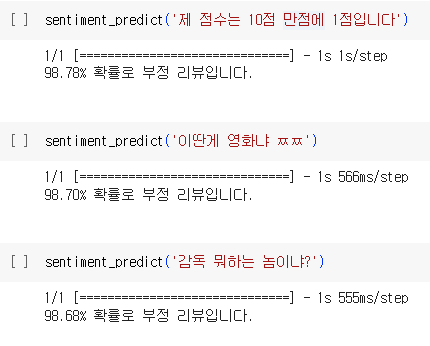 [ ] sentiment_predict('제 점수는 10점 만점에 1점입니다')
1/1 [==============================] - 1s 1s/step
98.78% 확률로 부정 리뷰입니다.
[ ] sentiment_predict('이딴게 영화냐 ㅉㅉ')
1/1 [==============================] - 1s 566ms/step
98.70% 확률로 부정 리뷰입니다.
[ ] sentiment_predict('감독 뭐하는 놈이냐?')
1/1 [==============================] - 1s 555ms/step
98.68% 확률로 부정 리뷰입니다.